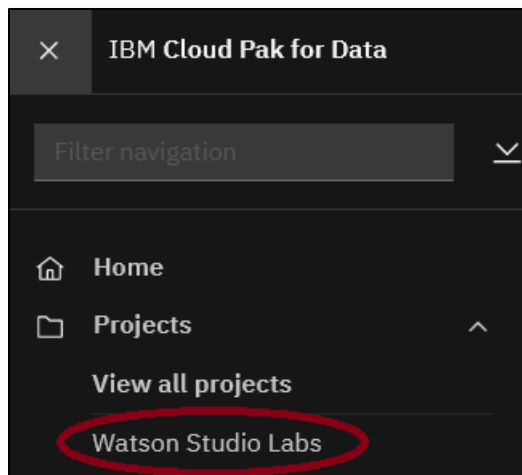 IBM Cloud Pak for Data
Filter navigation
Home
Projects
View all projects
Watson Studio Labs